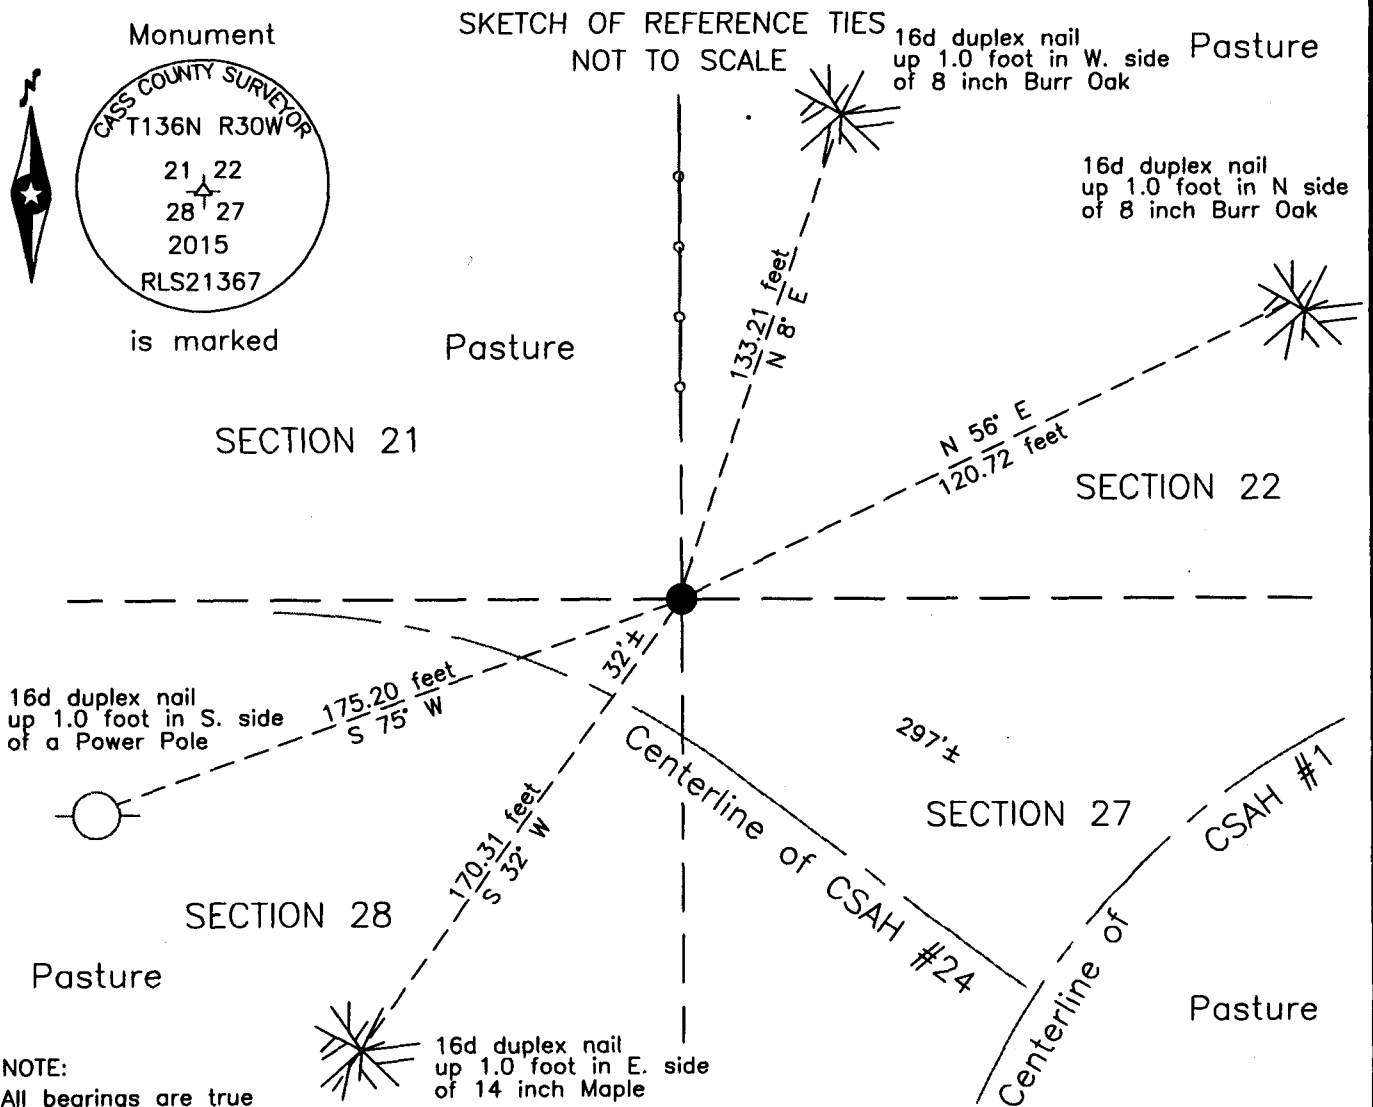 SKETCH OF REFERENCE TIES
NOT TO SCALE
Monument
CASS COUNTY SURVEYOR
T136N R30W
21 22
28 27
2015
RLS21367
is marked
N
16d duplex nail
up 1.0 foot in W. side
of 8 inch Burr Oak
Pasture
16d duplex nail
up 1.0 foot in N side
of 8 inch Burr Oak
Pasture
133.21 feet
N 8° E
SECTION 21
N 56° E
120.72 feet
SECTION 22
32'±
16d duplex nail
up 1.0 foot in S. side
of a Power Pole
175.20 feet
S 75° W
297'±
Centerline of CSAH #24
SECTION 27
Centerline of CSAH #1
170.31 feet
S 32° W
SECTION 28
Pasture
Pasture
16d duplex nail
up 1.0 foot in E. side
of 14 inch Maple
NOTE:
All bearings are true